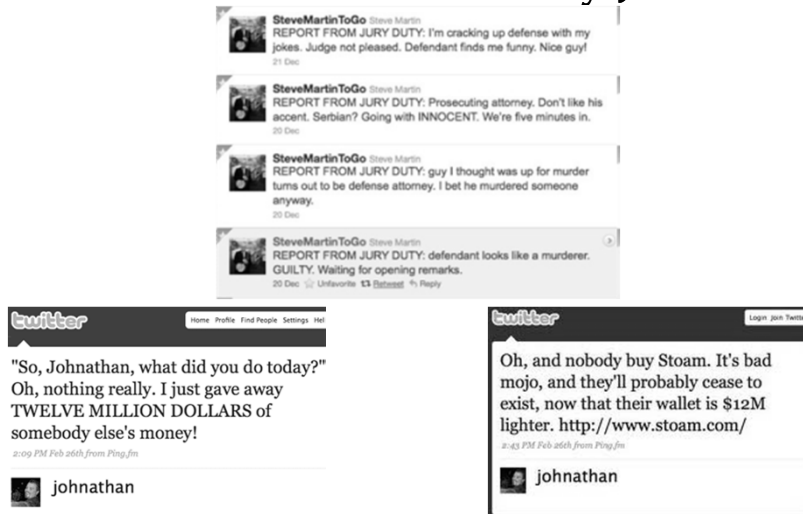 SteveMartinToGo Steve Martin
REPORT FROM JURY DUTY: I'm cracking up defense with my
jokes. Judge not pleased. Defendant finds me funny. Nice guy!
21 Dec
SteveMartinToGo Steve Martin
REPORT FROM JURY DUTY: Prosecuting attorney. Don't like his
accent. Serbian? Going with INNOCENT. We're five minutes in.
20 Dec
SteveMartinToGo Steve Martin
REPORT FROM JURY DUTY: guy I thought was up for murder
turns out to be defense attorney. I bet he murdered someone
anyway.
20 Dec
SteveMartinToGo Steve Martin
REPORT FROM JURY DUTY: defendant looks like a murderer.
GUILTY. Waiting for opening remarks.
20 Dec Unfavorite Retweet Reply
twitter
Home Profile Find People Settings Hel
"So, Johnathan, what did you do today?"
Oh, nothing really. I just gave away
TWELVE MILLION DOLLARS of
somebody else's money!
2:09 PM Feb 26th from Ping.fm
johnathan
twitter
Login Join Twitte
Oh, and nobody buy Stoam. It's bad
mojo, and they'll probably cease to
exist, now that their wallet is $12M
lighter. http://www.stoam.com/
2:43 PM Feb 26th from Ping.fm
johnathan